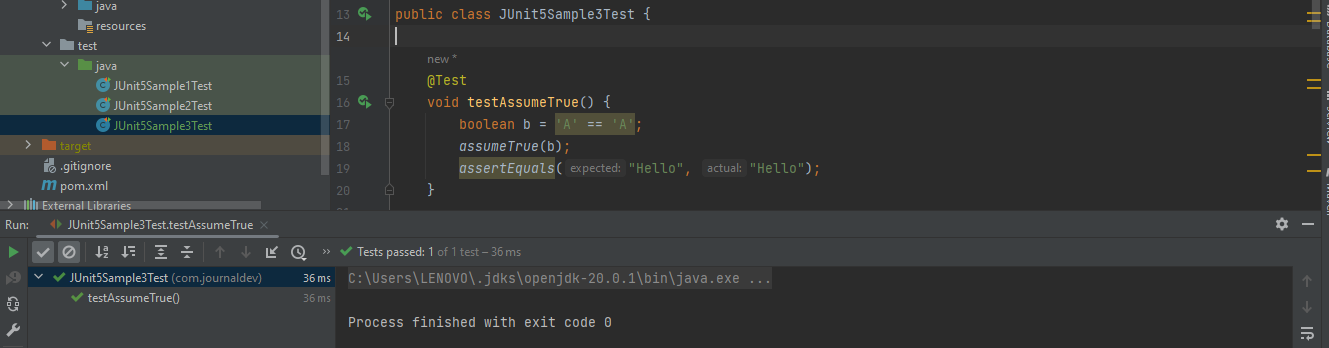 java
resources
test
java
JUnit5Sample1Test
JUnit5Sample2Test
JUnit5Sample3Test
target
.gitignore
pom.xml
External Libraries
13 public class JUnit5Sample3Test {
14
new *
15 @Test
16 void testAssumeTrue() {
17 boolean b = 'A' == 'A';
18 assumeTrue(b);
19 assertEquals( expected: "Hello", actual: "Hello");
20 }
Run: JUnit5Sample3Test.testAssumeTrue
Tests passed: 1 of 1 test – 36 ms
JUnit5Sample3Test (com.journaldev) 36 ms
testAssumeTrue() 36 ms
C:\Users\LENOVO\.jdks\openjdk-20.0.1\bin\java.exe ...
Process finished with exit code 0